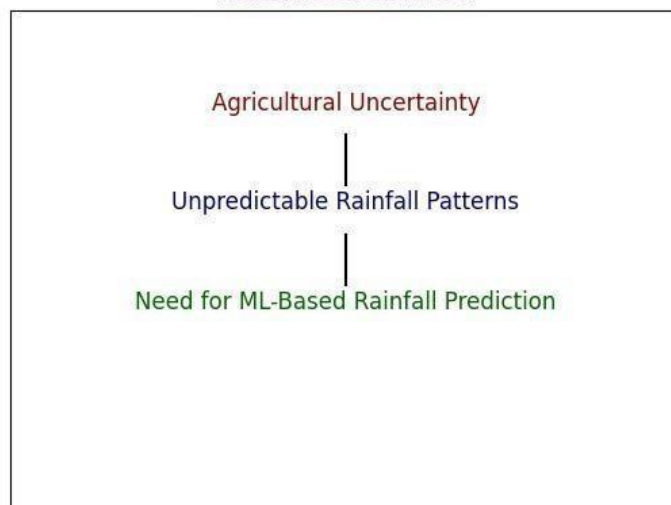 Agricultural Uncertainty
Unpredictable Rainfall Patterns
Need for ML-Based Rainfall Prediction